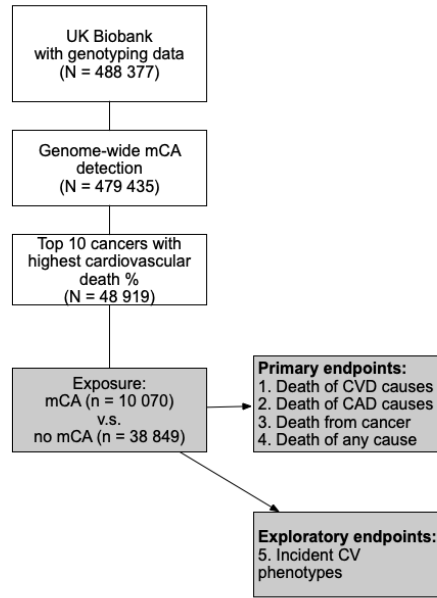 UK Biobank
with genotyping data
(N = 488 377)
Genome-wide mCA
detection
(N = 479 435)
Top 10 cancers with
highest cardiovascular
death %
(N = 48 919)
Exposure:
mCA (n = 10 070)
v.s.
no mCA (n = 38 849)
Primary endpoints:
1. Death of CVD causes
2. Death of CAD causes
3. Death from cancer
4. Death of any cause
Exploratory endpoints:
5. Incident CV
phenotypes